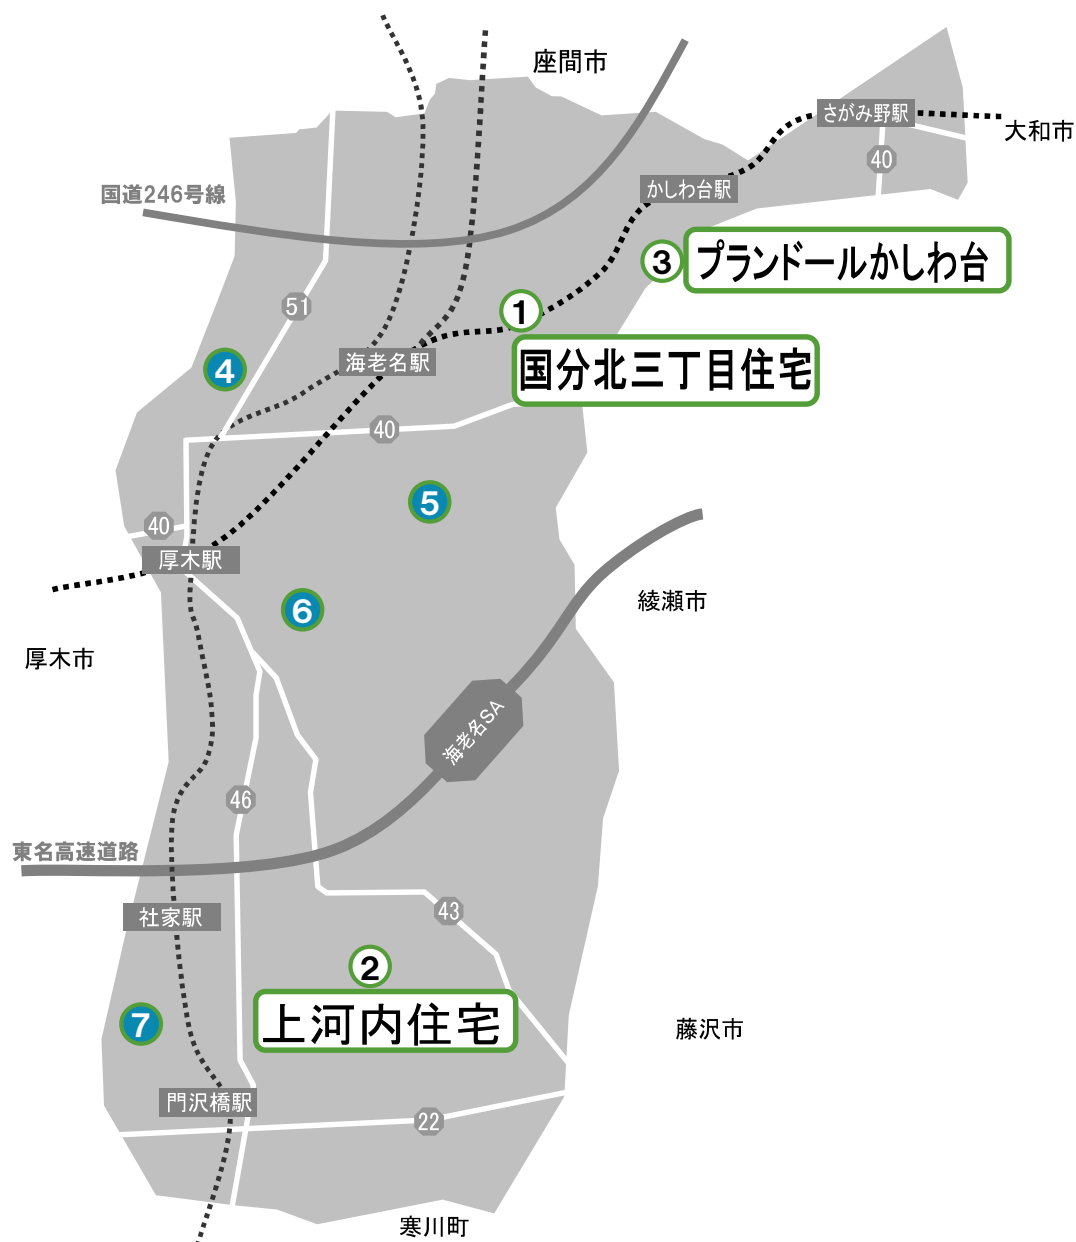 座間市
さがみ野駅
大和市
40
かしわ台駅
国道246号線
3
プランドールかしわ台
51
1
国分北三丁目住宅
海老名駅
4
40
5
40
厚木駅
6
綾瀬市
厚木市
海老名SA
46
東名高速道路
社家駅
43
2
上河内住宅
7
藤沢市
門沢橋駅
22
寒川町